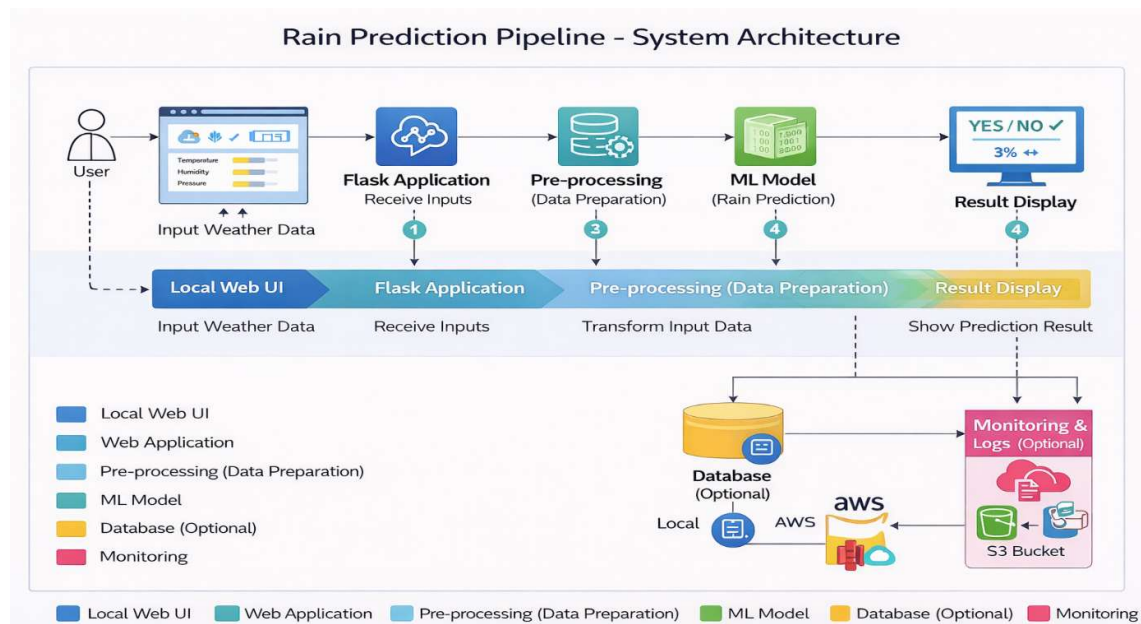 Rain Prediction Pipeline - System Architecture
User
Temperature
Humidity
Pressure
Input Weather Data
Flask Application
Receive Inputs
1
Pre-processing
(Data Preparation)
3
ML Model
(Rain Prediction)
4
YES / NO ✓
3% ↔
Result Display
4
Local Web UI
Flask Application
Pre-processing (Data Preparation)
Result Display
Input Weather Data
Receive Inputs
Transform Input Data
Show Prediction Result
Local Web UI
Web Application
Pre-processing (Data Preparation)
ML Model
Database (Optional)
Monitoring
Database
(Optional)
Local
AWS
aws
Monitoring &
Logs (Optional)
S3 Bucket
Local Web UI
Web Application
Pre-processing (Data Preparation)
ML Model
Database (Optional)
Monitoring